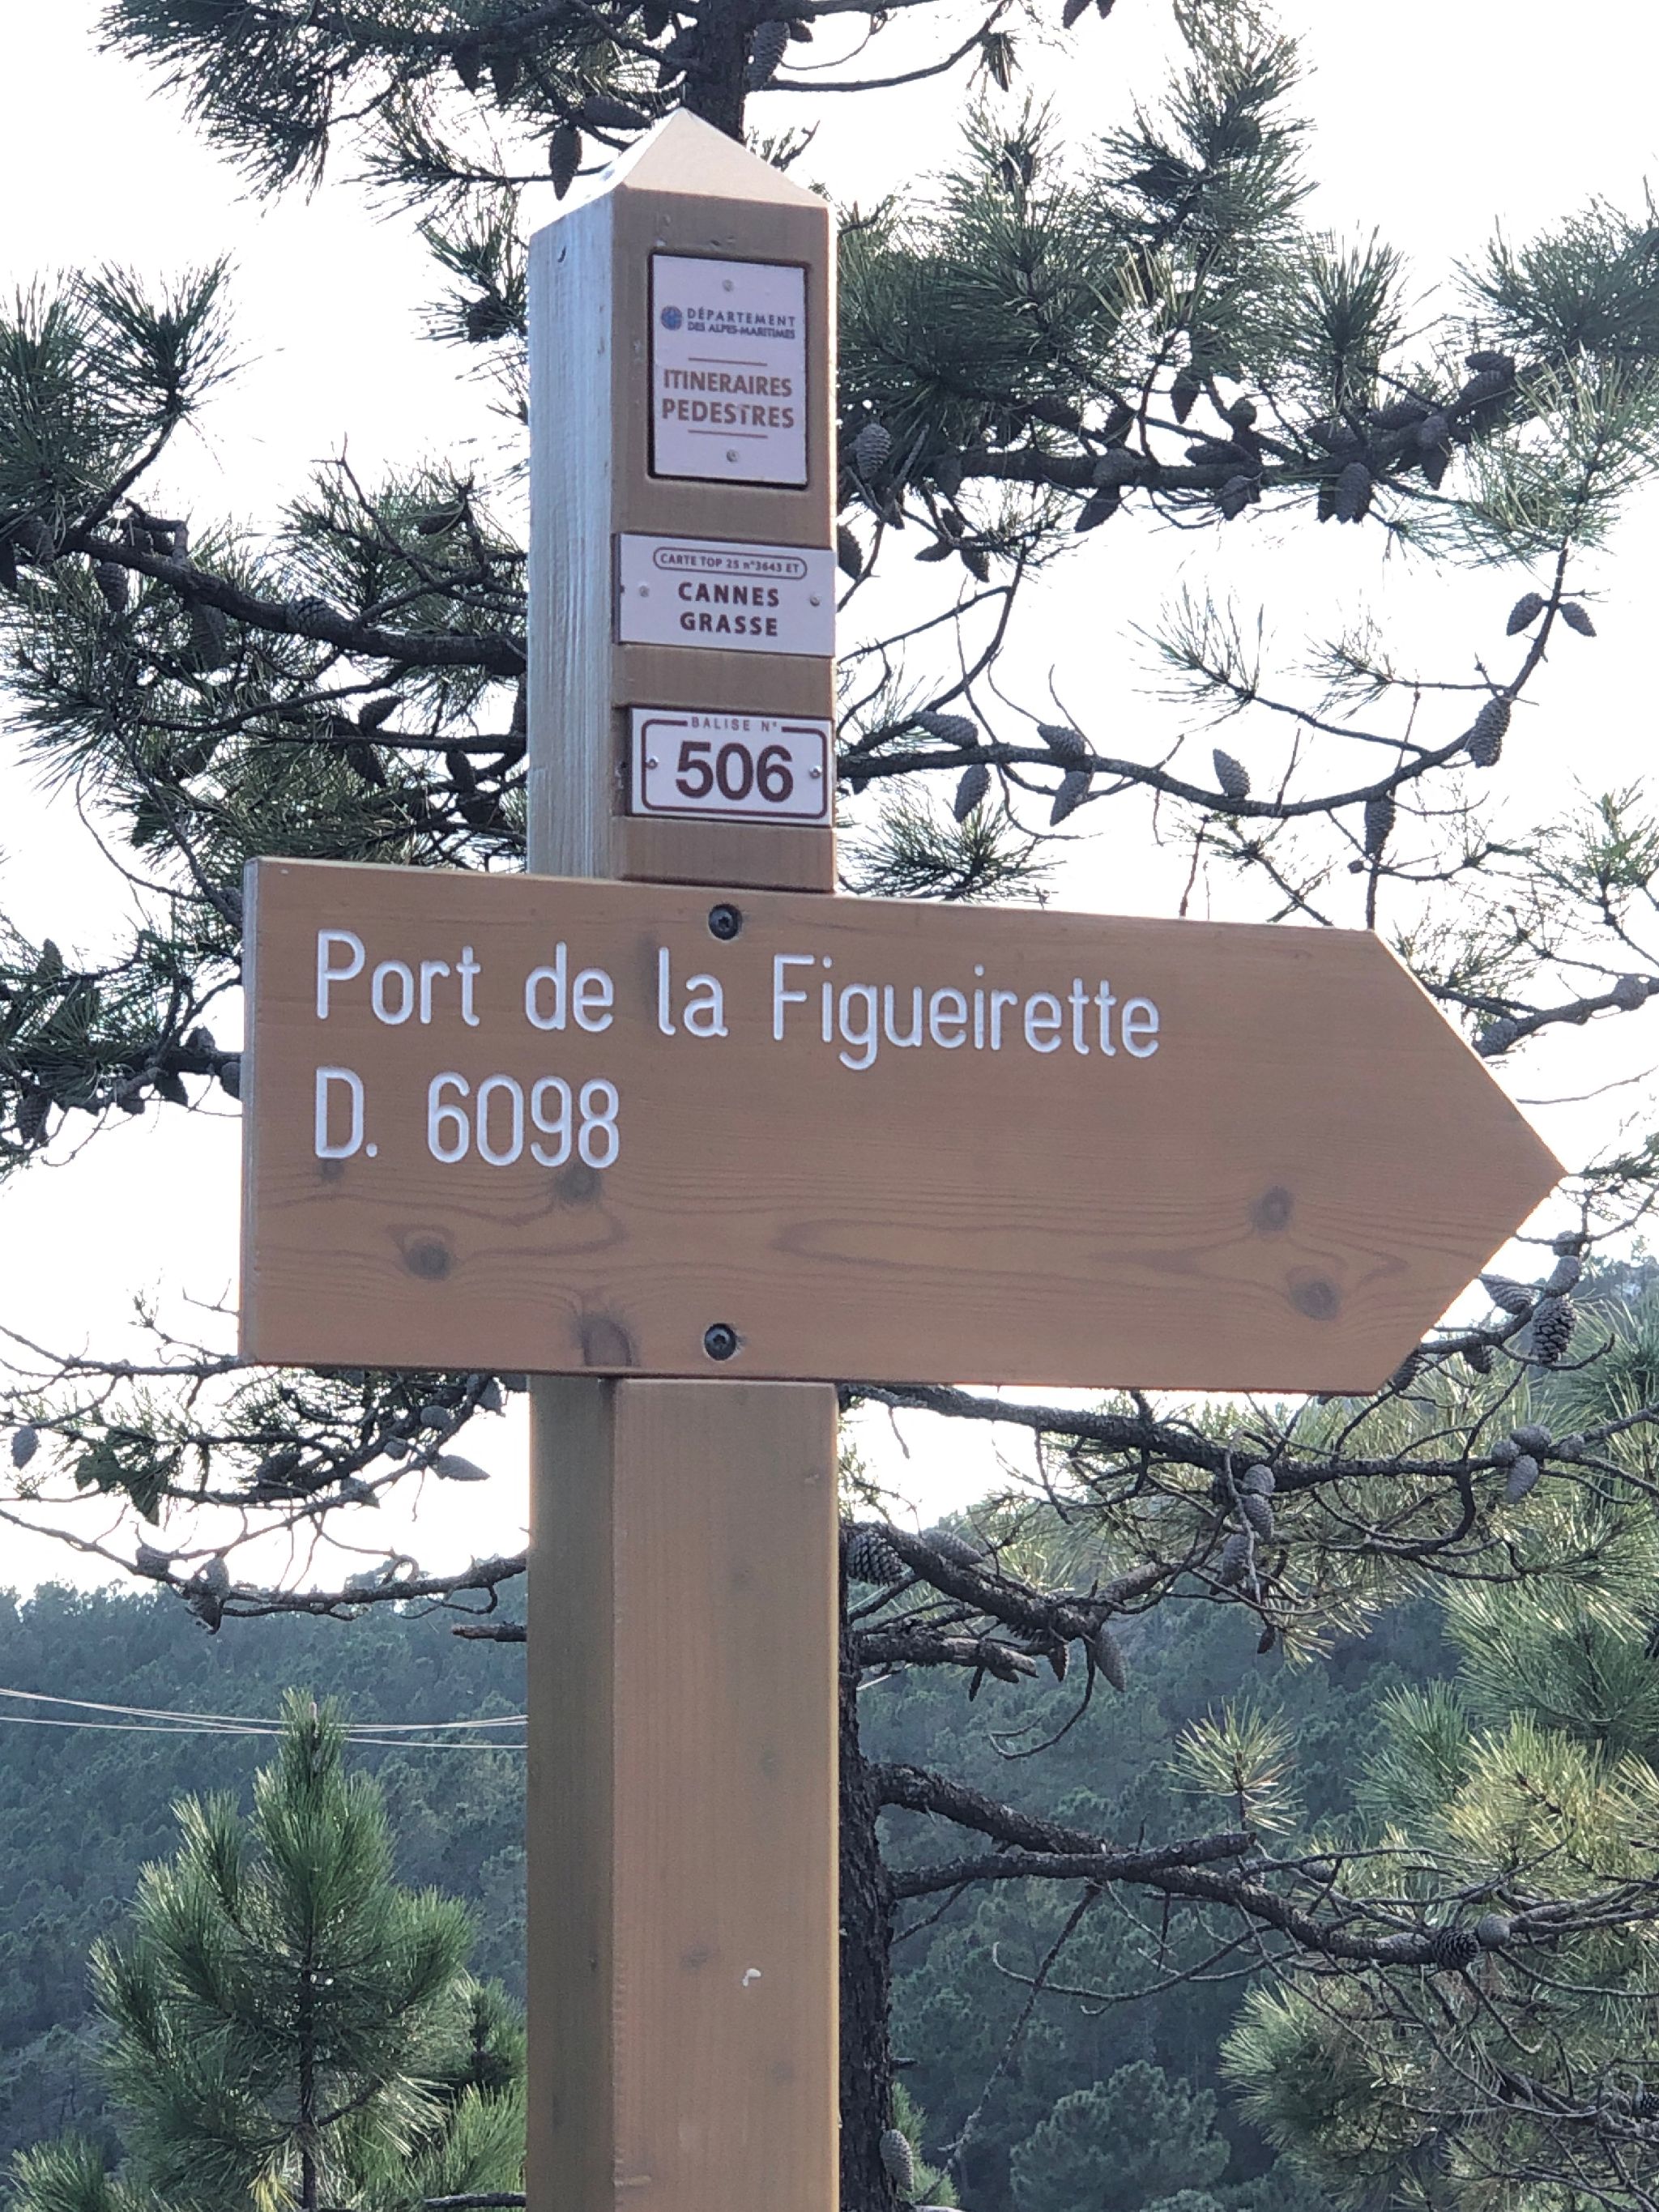 DÉPARTEMENT
DES ALPES-MARITIMES
ITINERAIRES
PEDESTRES
CARTE TOP 25 n°3643 ET
CANNES
GRASSE
BALISE N°
506
Port de la Figueirette
D. 6098